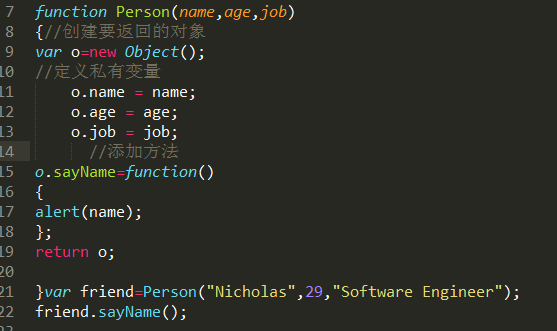 7 function Person(name,age,job)
8 {//创建要返回的对象
9 var o=new Object();
10 //定义私有变量
11 o.name = name;
12 o.age = age;
13 o.job = job;
14 //添加方法
15 o.sayName=function()
16 {
17 alert(name);
18 };
19 return o;
20
21 }var friend=Person("Nicholas",29,"Software Engineer");
22 friend.sayName();